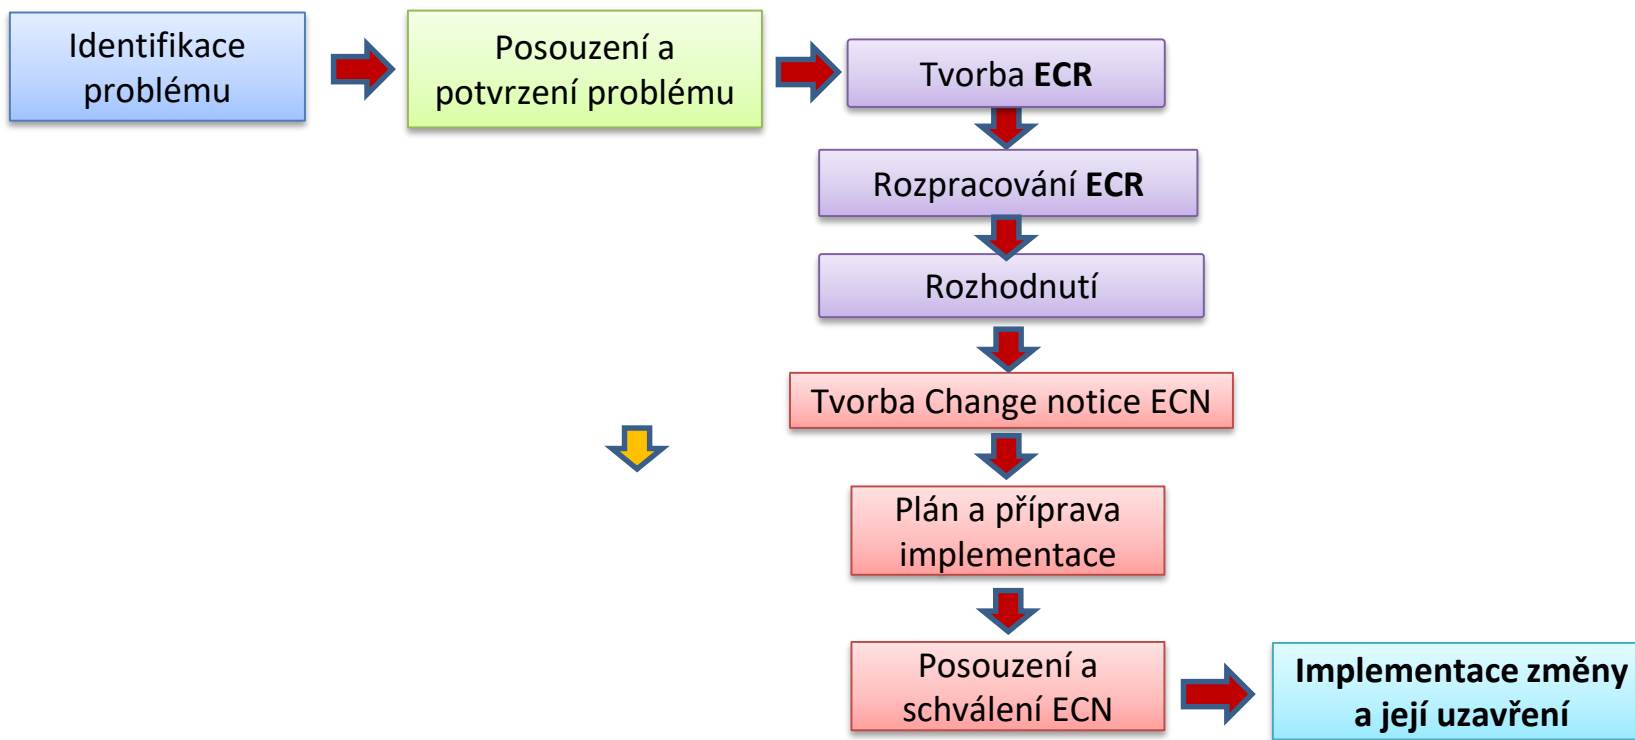 Identifikace
problému
Posouzení a
potvrzení problému
Tvorba ECR
Rozpracování ECR
Rozhodnutí
Tvorba Change notice ECN
Plán a příprava
implementace
Posouzení a
schválení ECN
Implementace změny
a její uzavření